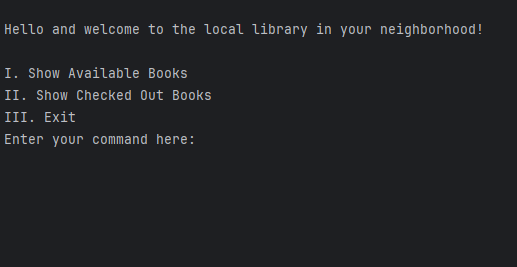 Hello and welcome to the local library in your neighborhood!
I. Show Available Books
II. Show Checked Out Books
III. Exit
Enter your command here: